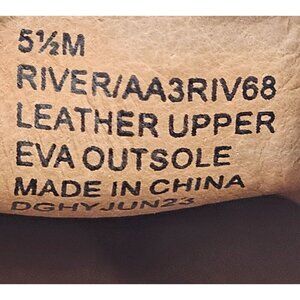 5½M
RIVER/AA3RIV68
LEATHER UPPER
EVA OUTSOLE
MADE IN CHINA
DGHYJUN23